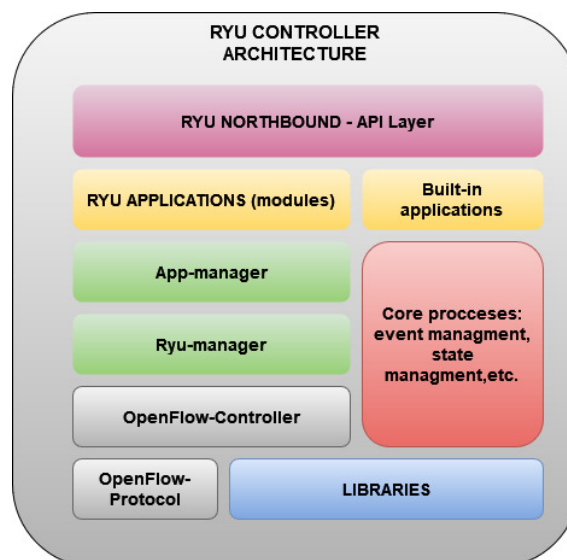 RYU CONTROLLER
ARCHITECTURE
RYU NORTHBOUND - API Layer
RYU APPLICATIONS (modules)
Built-in
applications
App-manager
Core procceses:
event managment,
state
managment,etc.
Ryu-manager
OpenFlow-Controller
OpenFlow-
Protocol
LIBRARIES